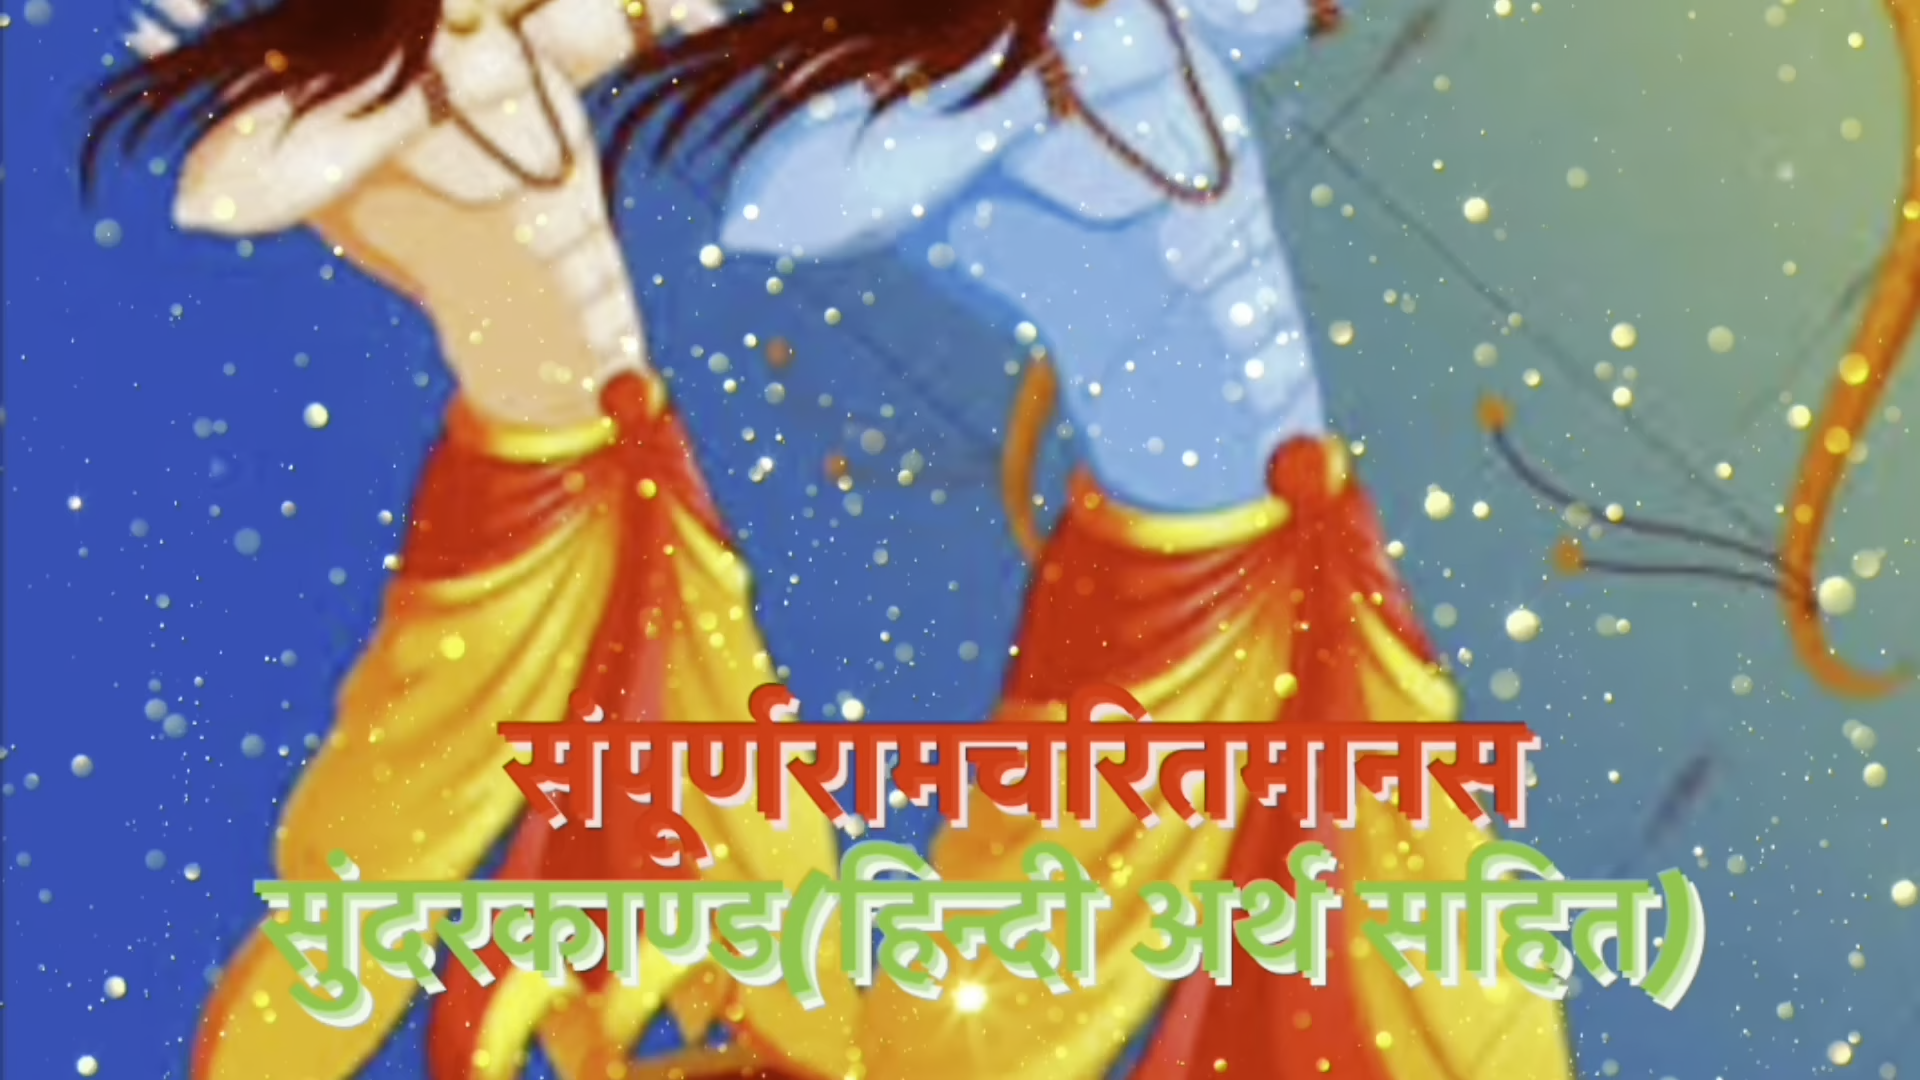 संपूर्णरामचरितमानस
सुंदरकाण्ड(हिन्दी अर्थ सहित)